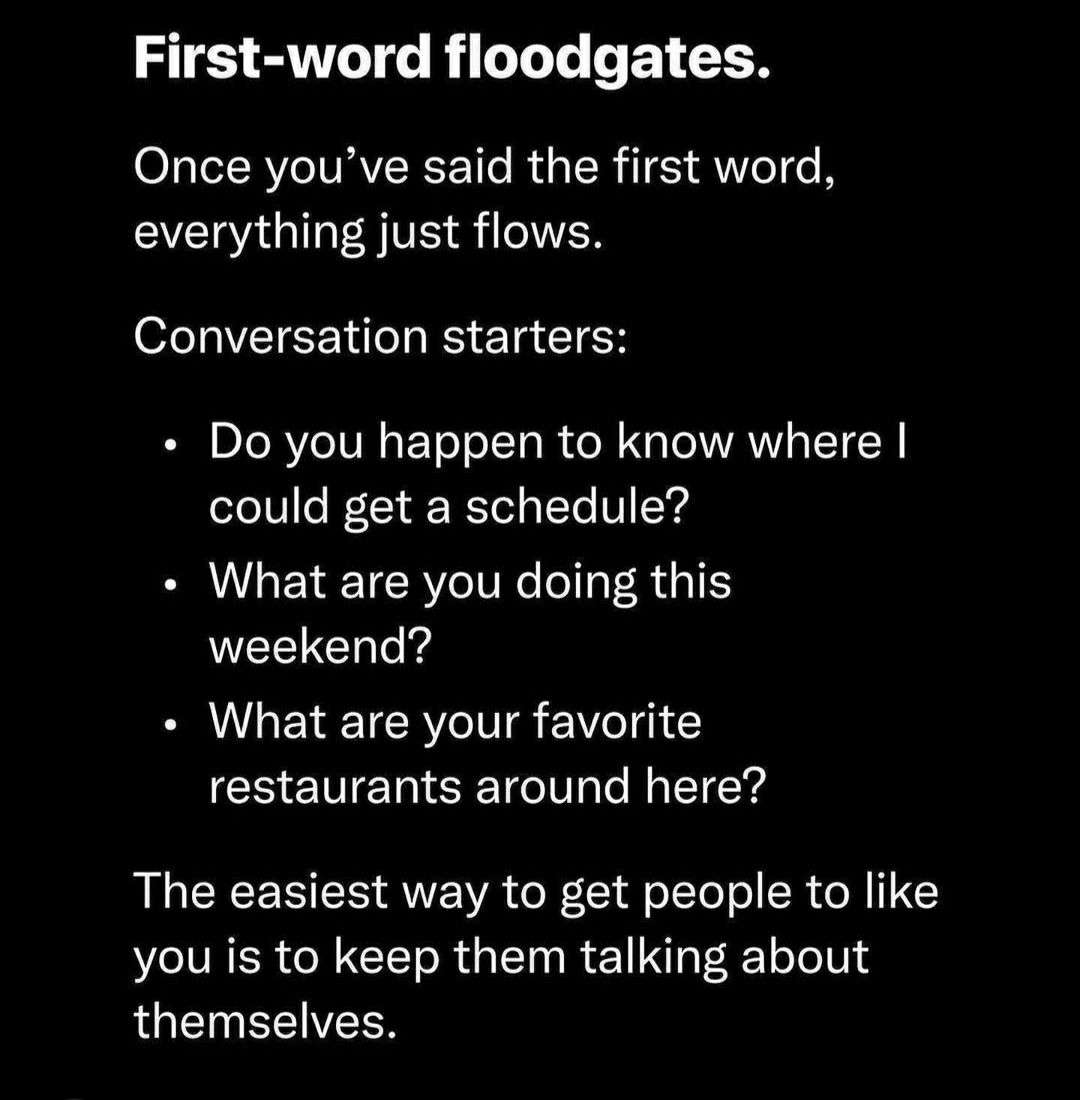 First-word floodgates.
Once you’ve said the first word,
everything just flows.
Conversation starters:
• Do you happen to know where I
could get a schedule?
• What are you doing this
weekend?
• What are your favorite
restaurants around here?
The easiest way to get people to like
you is to keep them talking about
themselves.